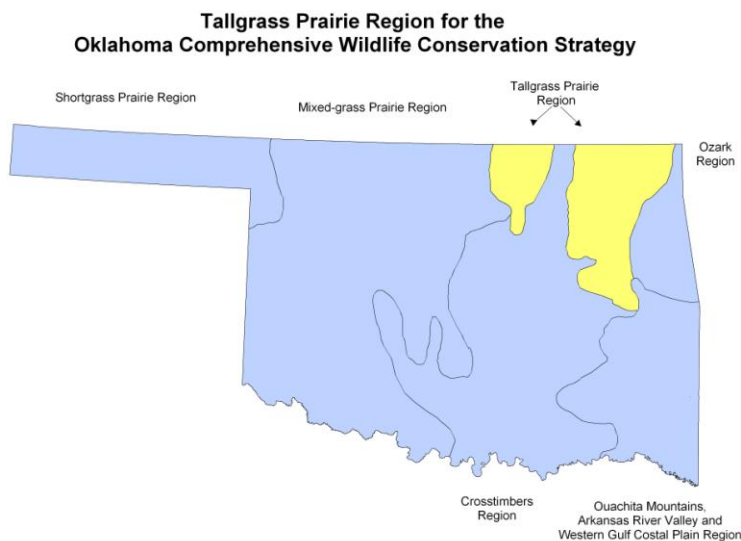 Tallgrass Prairie Region for the
Oklahoma Comprehensive Wildlife Conservation Strategy
Shortgrass Prairie Region
Mixed-grass Prairie Region
Tallgrass Prairie
Region
Ozark
Region
Crosstimbers
Region
Ouachita Mountains,
Arkansas River Valley and
Western Gulf Costal Plain Region